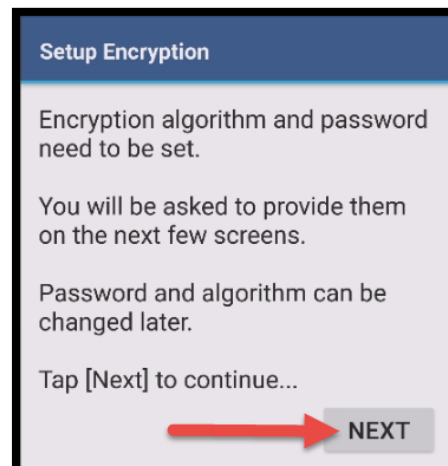 Setup Encryption
Encryption algorithm and password
need to be set.
You will be asked to provide them
on the next few screens.
Password and algorithm can be
changed later.
Tap [Next] to continue...
NEXT